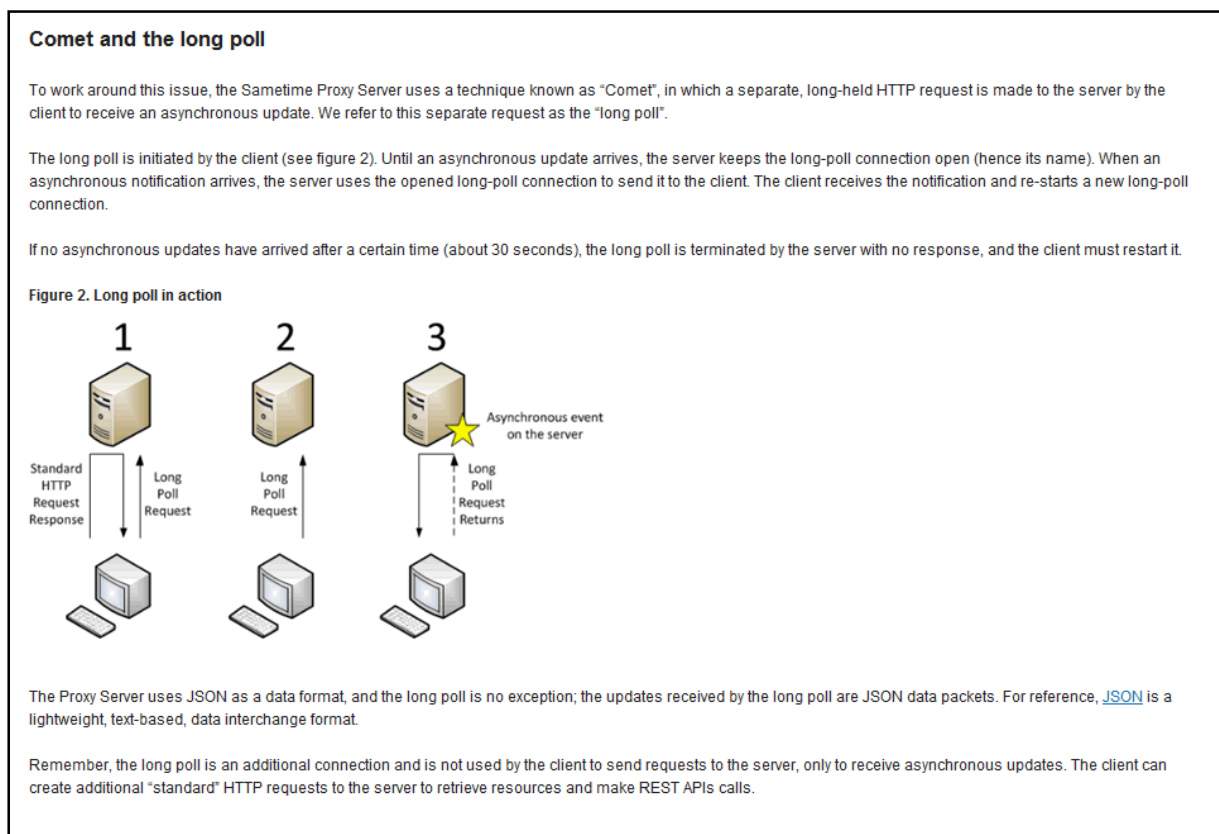 Comet and the long poll
To work around this issue, the Sametime Proxy Server uses a technique known as “Comet”, in which a separate, long-held HTTP request is made to the server by the
client to receive an asynchronous update. We refer to this separate request as the “long poll”.
The long poll is initiated by the client (see figure 2). Until an asynchronous update arrives, the server keeps the long-poll connection open (hence its name). When an
asynchronous notification arrives, the server uses the opened long-poll connection to send it to the client. The client receives the notification and re-starts a new long-poll
connection.
If no asynchronous updates have arrived after a certain time (about 30 seconds), the long poll is terminated by the server with no response, and the client must restart it.
Figure 2. Long poll in action
1
2
3
Asynchronous event
on the server
Standard
HTTP
Request
Response
Long
Poll
Request
Long
Poll
Request
Long
Poll
Request
Returns
The Proxy Server uses JSON as a data format, and the long poll is no exception; the updates received by the long poll are JSON data packets. For reference, JSON is a
lightweight, text-based, data interchange format.
Remember, the long poll is an additional connection and is not used by the client to send requests to the server, only to receive asynchronous updates. The client can
create additional “standard” HTTP requests to the server to retrieve resources and make REST APIs calls.